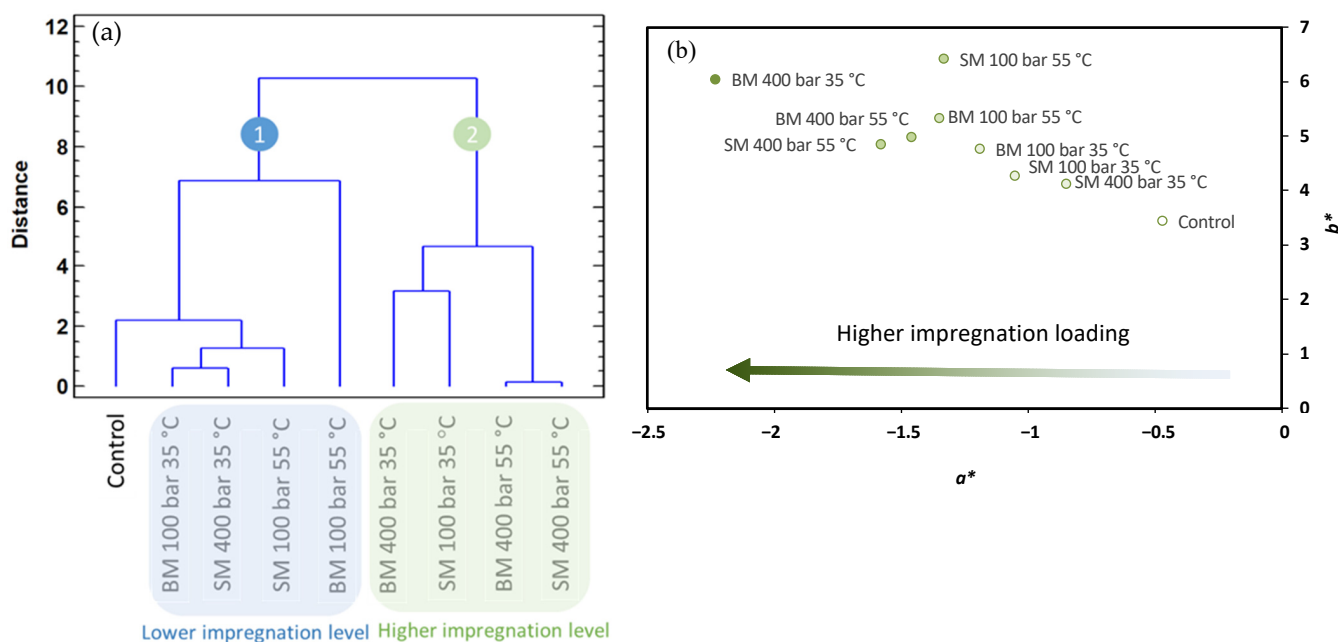 (a)
12
10
8
6
4
2
0
Distance
1
2
Control
BM 100 bar 35 °C
SM 400 bar 35 °C
SM 100 bar 55 °C
BM 100 bar 55 °C
BM 400 bar 35 °C
SM 100 bar 35 °C
BM 400 bar 55 °C
SM 400 bar 55 °C
Lower impregnation level
Higher impregnation level
(b)
SM 100 bar 55 °C
BM 400 bar 35 °C
BM 400 bar 55 °C
BM 100 bar 55 °C
SM 400 bar 55 °C
BM 100 bar 35 °C
SM 100 bar 35 °C
SM 400 bar 35 °C
Control
Higher impregnation loading
7
6
5
4
3
2
1
0
b*
−2.5
−2
−1.5
−1
−0.5
0
a*